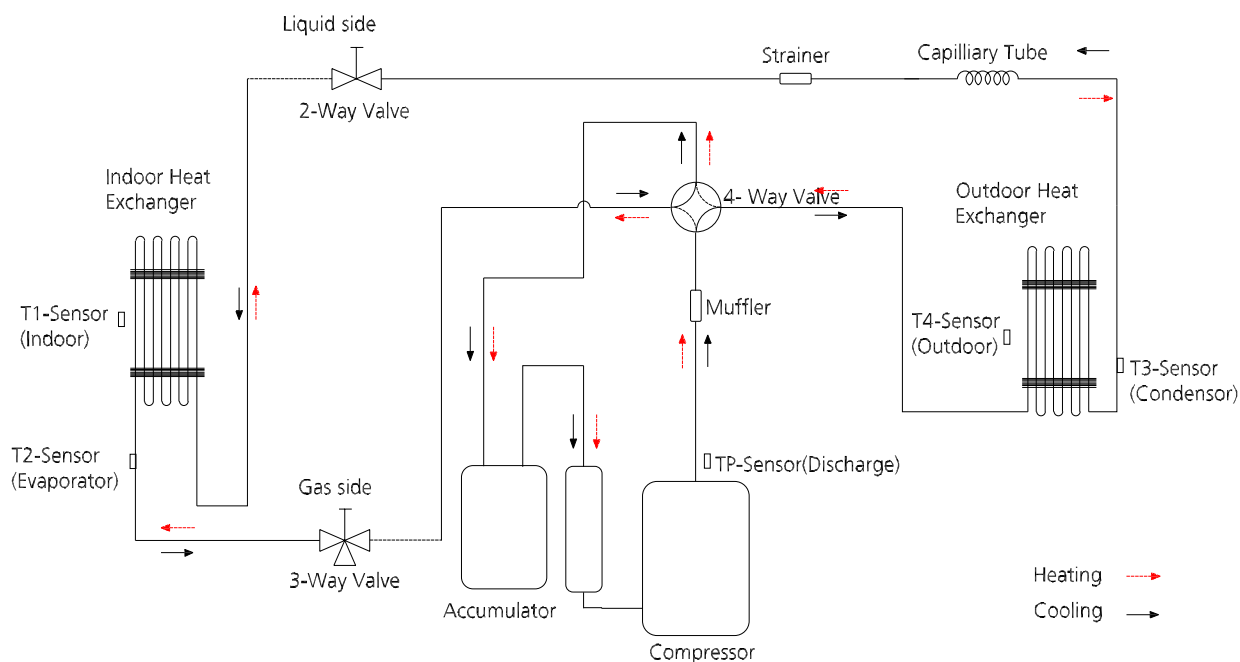 Liquid side
2-Way Valve
Strainer
Capilliary Tube
Indoor Heat
Exchanger
4- Way Valve
Outdoor Heat
Exchanger
T1-Sensor
(Indoor)
Muffler
T4-Sensor
(Outdoor)
T3-Sensor
(Condensor)
T2-Sensor
(Evaporator)
TP-Sensor(Discharge)
Gas side
3-Way Valve
Accumulator
Compressor
Heating
Cooling